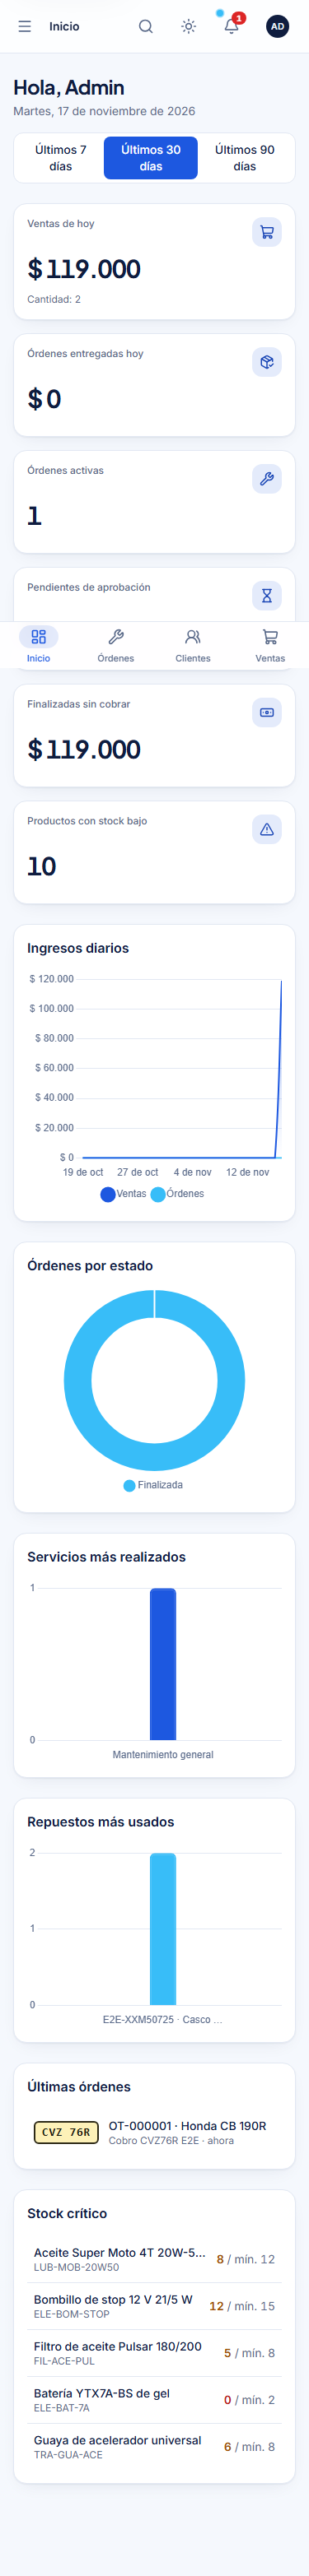 Inicio
1
AD
Hola, Admin
Martes, 17 de noviembre de 2026
Últimos 7 días
Últimos 30 días
Últimos 90 días
Ventas de hoy
$ 119.000
Cantidad: 2
Órdenes entregadas hoy
$ 0
Órdenes activas
1
Pendientes de aprobación
Inicio
Órdenes
Clientes
Ventas
Finalizadas sin cobrar
$ 119.000
Productos con stock bajo
10
Ingresos diarios
$ 120.000
$ 100.000
$ 80.000
$ 60.000
$ 40.000
$ 20.000
$ 0
19 de oct 27 de oct 4 de nov 12 de nov
Ventas Órdenes
Órdenes por estado
Finalizada
Servicios más realizados
1
0
Mantenimiento general
Repuestos más usados
2
1
0
E2E-XXM50725 · Casco ...
Últimas órdenes
CVZ 76R
OT-000001 · Honda CB 190R
Cobro CVZ76R E2E · ahora
Stock crítico
Aceite Super Moto 4T 20W-5... 8 / mín. 12
LUB-MOB-20W50
Bombillo de stop 12 V 21/5 W 12 / mín. 15
ELE-BOM-STOP
Filtro de aceite Pulsar 180/200 5 / mín. 8
FIL-ACE-PUL
Batería YTX7A-BS de gel 0 / mín. 2
ELE-BAT-7A
Guaya de acelerador universal 6 / mín. 8
TRA-GUA-ACE